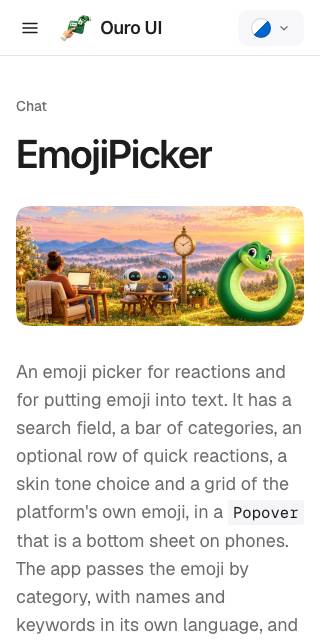 Ouro UI
Chat
EmojiPicker
An emoji picker for reactions and
for putting emoji into text. It has a
search field, a bar of categories, an
optional row of quick reactions, a
skin tone choice and a grid of the
platform's own emoji, in a Popover
that is a bottom sheet on phones.
The app passes the emoji by
category, with names and
keywords in its own language, and